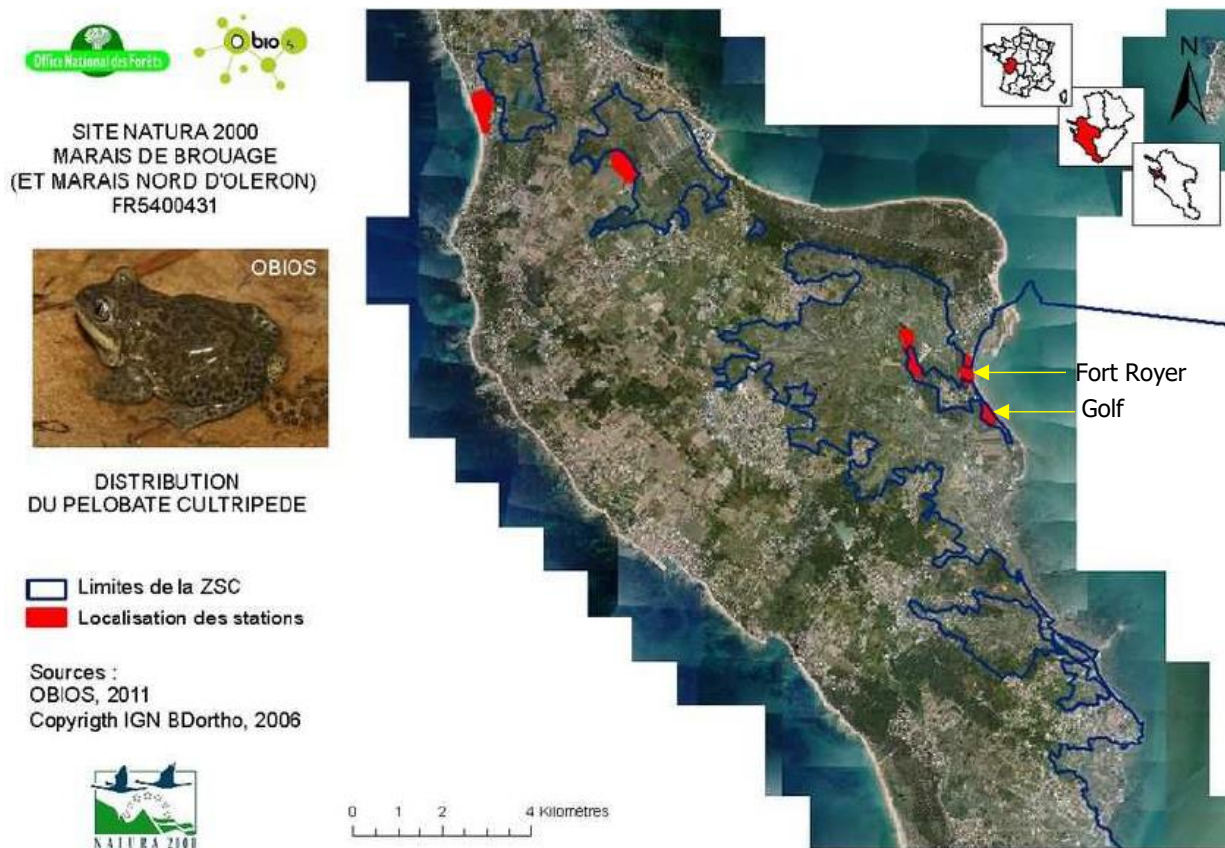 Office National des Forêts
Obios
SITE NATURA 2000
MARAIS DE BROUAGE
(ET MARAIS NORD D'OLERON)
FR5400431
OBIOS
DISTRIBUTION
DU PELOBATE CULTRIPEDE
Limites de la ZSC
Localisation des stations
Sources :
OBIOS, 2011
Copyrigth IGN BDortho, 2006
NATURA 2000
0 1 2 4 Kilomètres
N
Fort Royer
Golf